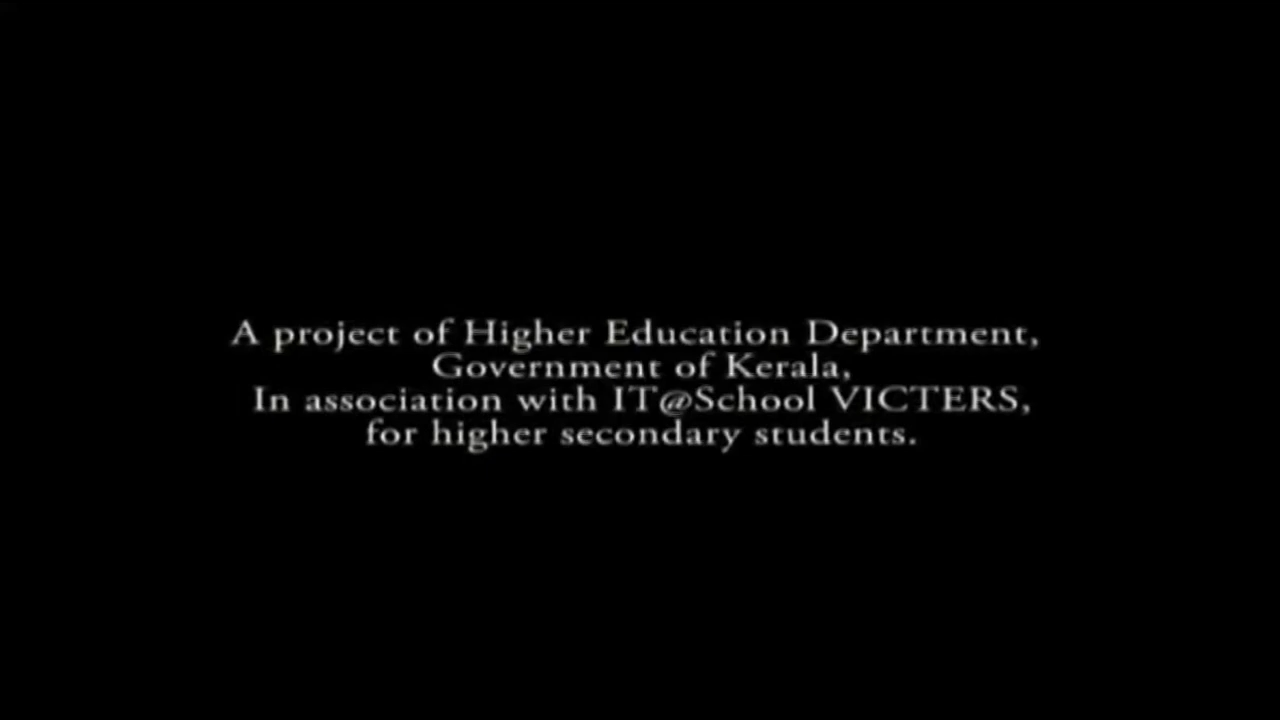 A project of Higher Education Department,
Government of Kerala,
In association with IT@School VICTERS,
for higher secondary students.